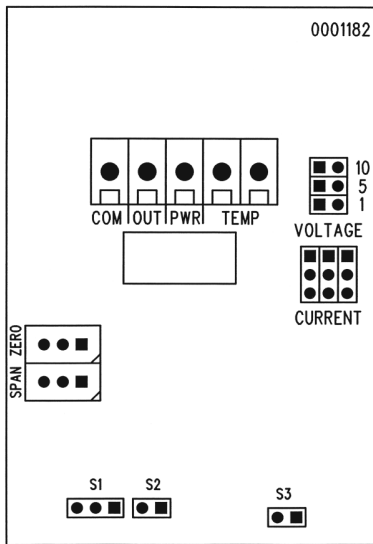 0001182
10
5
1
COM OUT PWR TEMP
VOLTAGE
CURRENT
ZERO
SPAN
S1 S2 S3